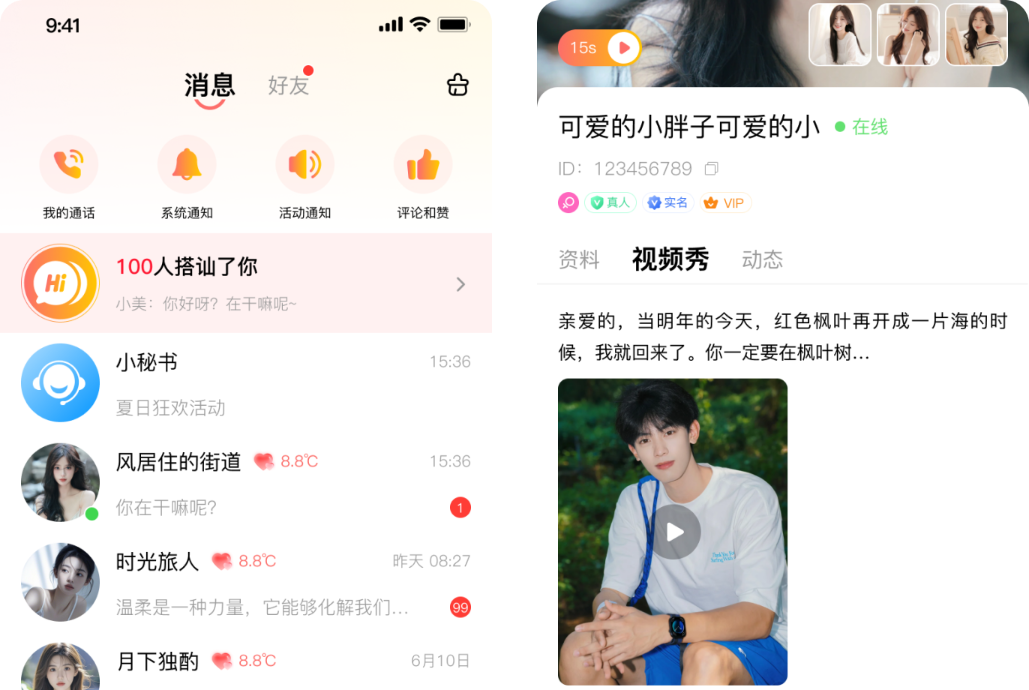 9:41
消息
好友
我的通话
系统通知
活动通知
评论和赞
Hi
100人搭讪了你
小美：你好呀？在干嘛呢~
小秘书
15:36
夏日狂欢活动
风居住的街道
8.8℃
15:36
你在干嘛呢？
1
时光旅人
8.8℃
昨天 08:27
温柔是一种力量，它能够化解我们...
99
月下独酌
8.8℃
6月10日
15s
可爱的小胖子可爱的小
在线
ID：123456789
真人
实名
VIP
资料
视频秀
动态
亲爱的，当明年的今天，红色枫叶再开成一片海的时
候，我就回来了。你一定要在枫叶树...